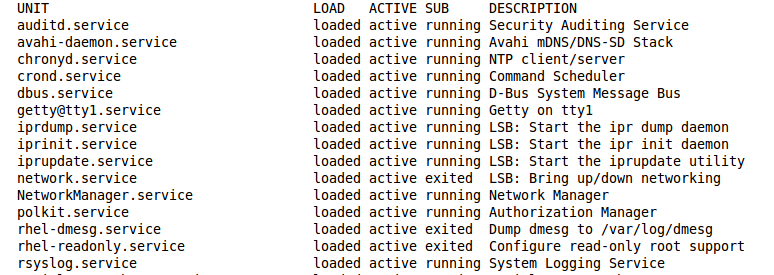 UNIT LOAD ACTIVE SUB DESCRIPTION
auditd.service loaded active running Security Auditing Service
avahi-daemon.service loaded active running Avahi mDNS/DNS-SD Stack
chronyd.service loaded active running NTP client/server
crond.service loaded active running Command Scheduler
dbus.service loaded active running D-Bus System Message Bus
getty@tty1.service loaded active running Getty on tty1
iprdump.service loaded active running LSB: Start the ipr dump daemon
iprinit.service loaded active running LSB: Start the ipr init daemon
iprupdate.service loaded active running LSB: Start the iprupdate utility
network.service loaded active exited LSB: Bring up/down networking
NetworkManager.service loaded active running Network Manager
polkit.service loaded active running Authorization Manager
rhel-dmesg.service loaded active exited Dump dmesg to /var/log/dmesg
rhel-readonly.service loaded active exited Configure read-only root support
rsyslog.service loaded active running System Logging Service